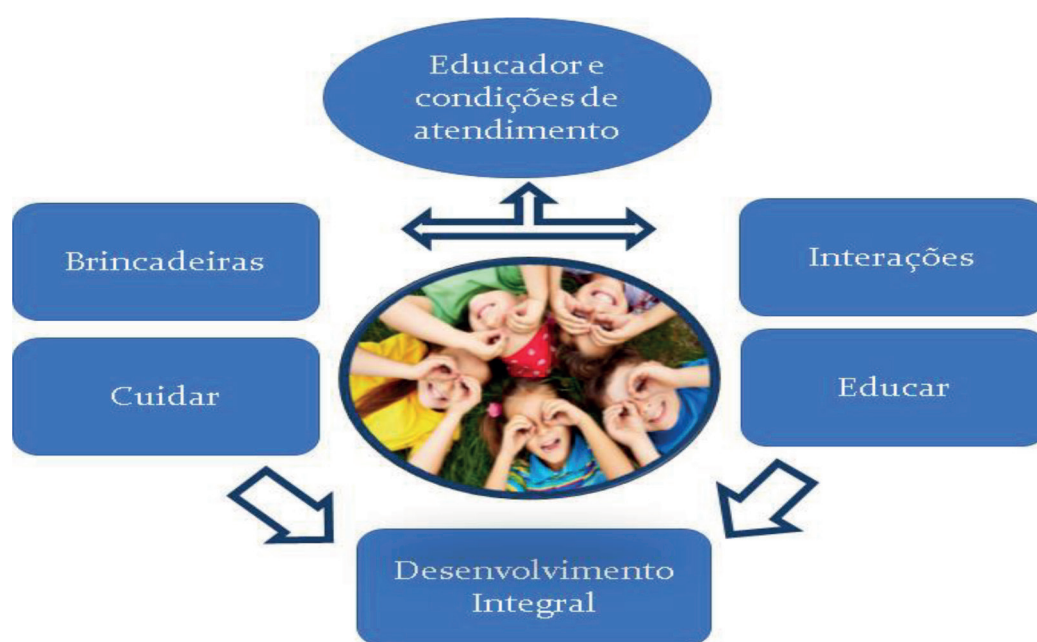 Educador e
condições de
atendimento
Brincadeiras
Interações
Cuidar
Educar
Desenvolvimento
Integral